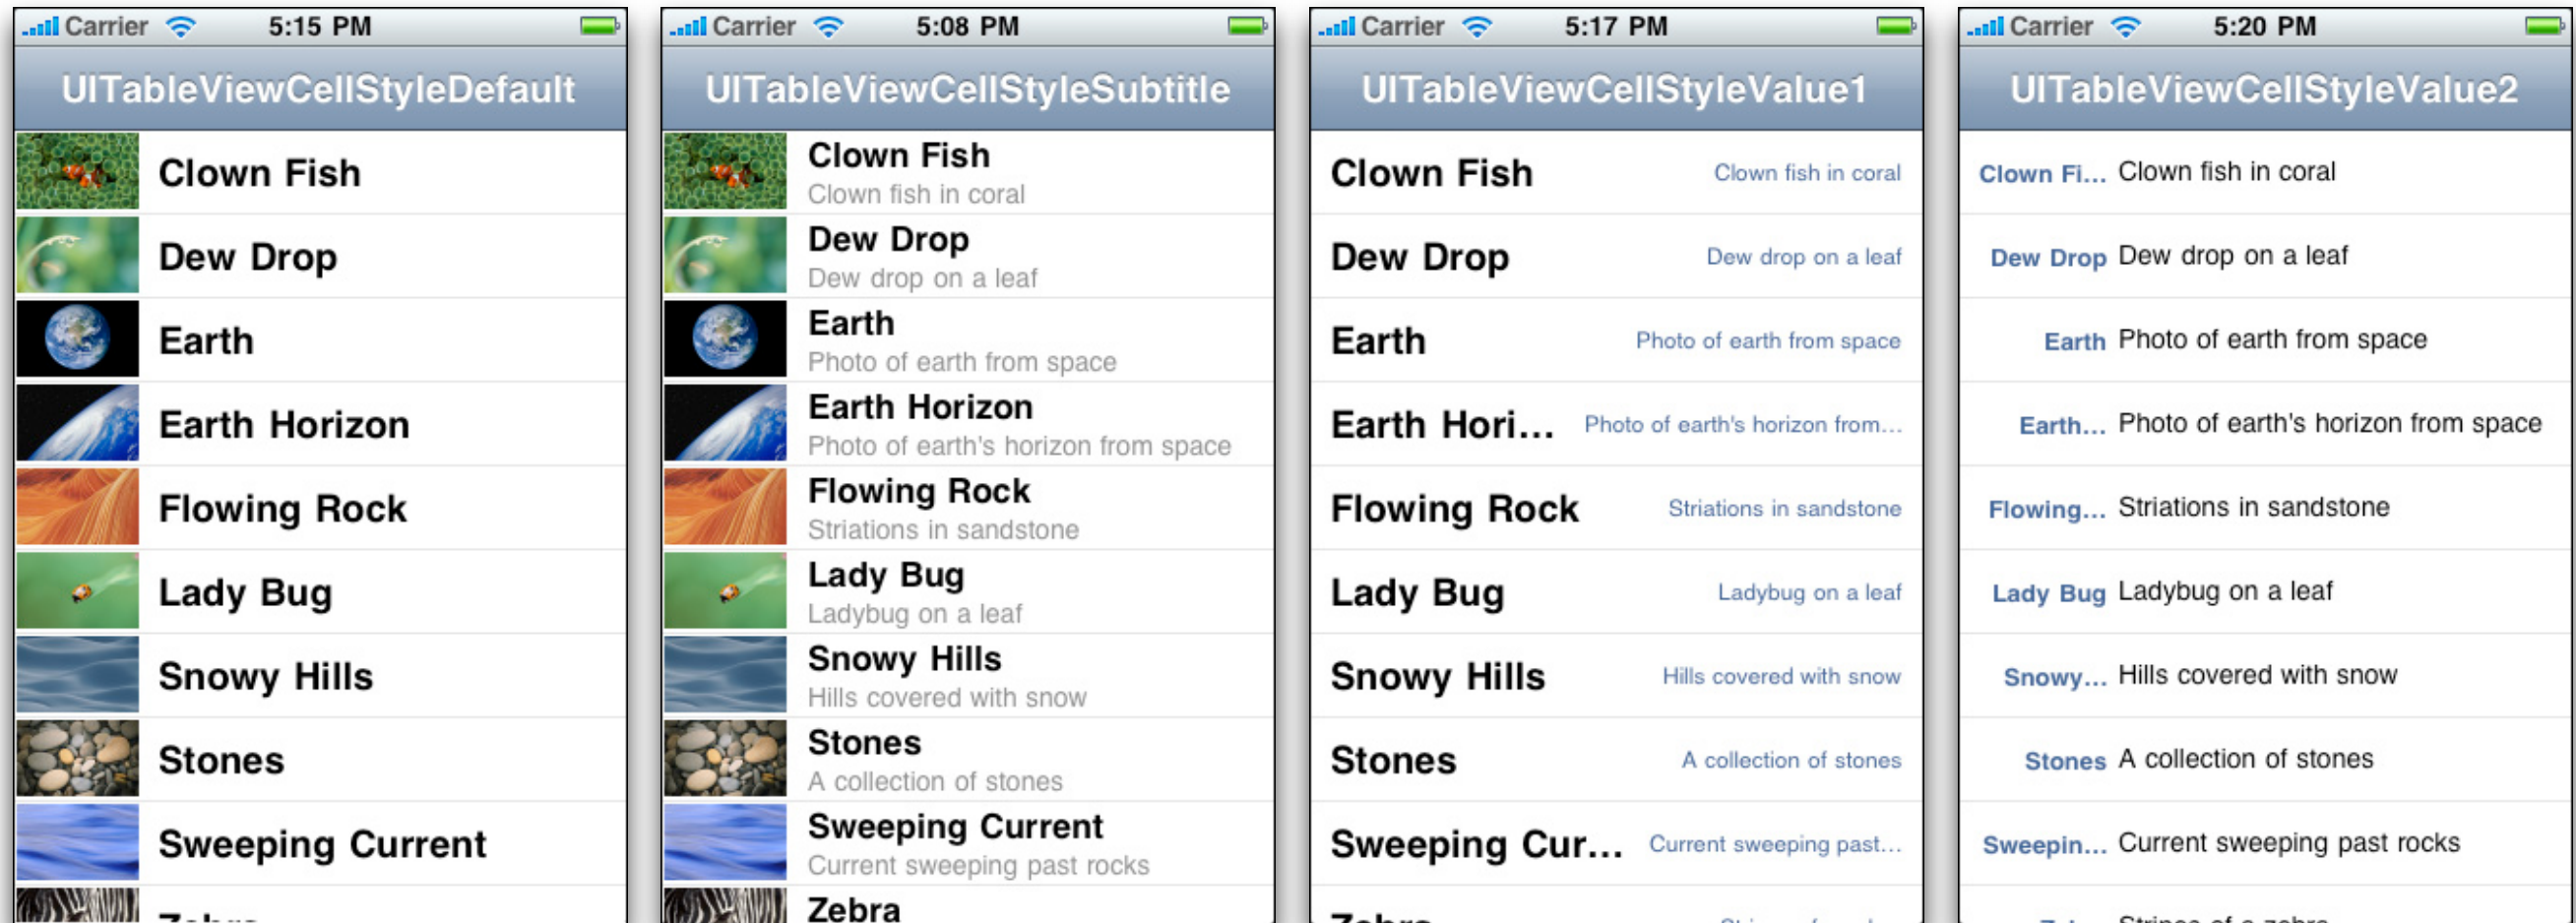 Carrier 5:15 PM
UITableViewCellStyleDefault
Clown Fish
Dew Drop
Earth
Earth Horizon
Flowing Rock
Lady Bug
Snowy Hills
Stones
Sweeping Current
Zebra
Carrier 5:08 PM
UITableViewCellStyleSubtitle
Clown Fish
Clown fish in coral
Dew Drop
Dew drop on a leaf
Earth
Photo of earth from space
Earth Horizon
Photo of earth's horizon from space
Flowing Rock
Striations in sandstone
Lady Bug
Ladybug on a leaf
Snowy Hills
Hills covered with snow
Stones
A collection of stones
Sweeping Current
Current sweeping past rocks
Zebra
Carrier 5:17 PM
UITableViewCellStyleValue1
Clown Fish Clown fish in coral
Dew Drop Dew drop on a leaf
Earth Photo of earth from space
Earth Hori... Photo of earth's horizon from...
Flowing Rock Striations in sandstone
Lady Bug Ladybug on a leaf
Snowy Hills Hills covered with snow
Stones A collection of stones
Sweeping Cur... Current sweeping past...
Zebra
Carrier 5:20 PM
UITableViewCellStyleValue2
Clown Fi... Clown fish in coral
Dew Drop Dew drop on a leaf
Earth Photo of earth from space
Earth... Photo of earth's horizon from space
Flowing... Striations in sandstone
Lady Bug Ladybug on a leaf
Snowy... Hills covered with snow
Stones A collection of stones
Sweepin... Current sweeping past rocks
Stripes of a zebra